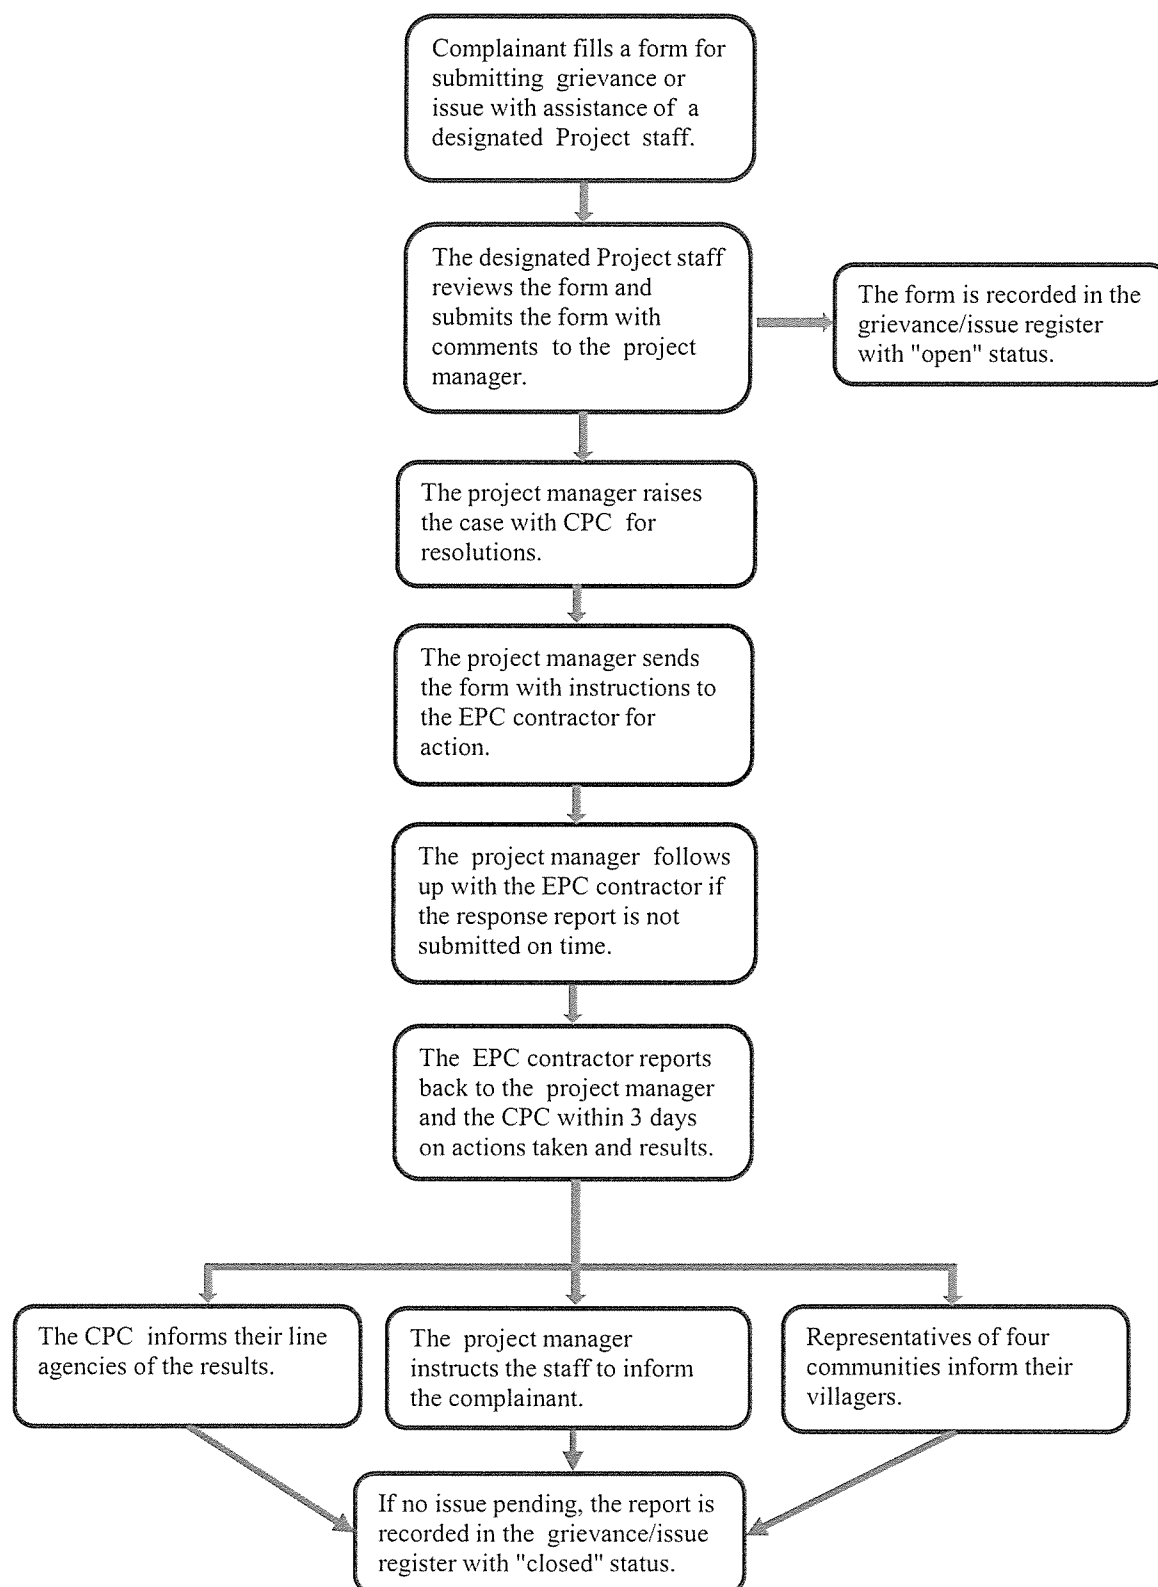 Complainant fills a form for
submitting grievance or
issue with assistance of a
designated Project staff.
The designated Project staff
reviews the form and
submits the form with
comments to the project
manager.
The form is recorded in the
grievance/issue register
with "open" status.
The project manager raises
the case with CPC for
resolutions.
The project manager sends
the form with instructions to
the EPC contractor for
action.
The project manager follows
up with the EPC contractor if
the response report is not
submitted on time.
The EPC contractor reports
back to the project manager
and the CPC within 3 days
on actions taken and results.
The CPC informs their line
agencies of the results.
The project manager
instructs the staff to inform
the complainant.
Representatives of four
communities inform their
villagers.
If no issue pending, the report is
recorded in the grievance/issue
register with "closed" status.